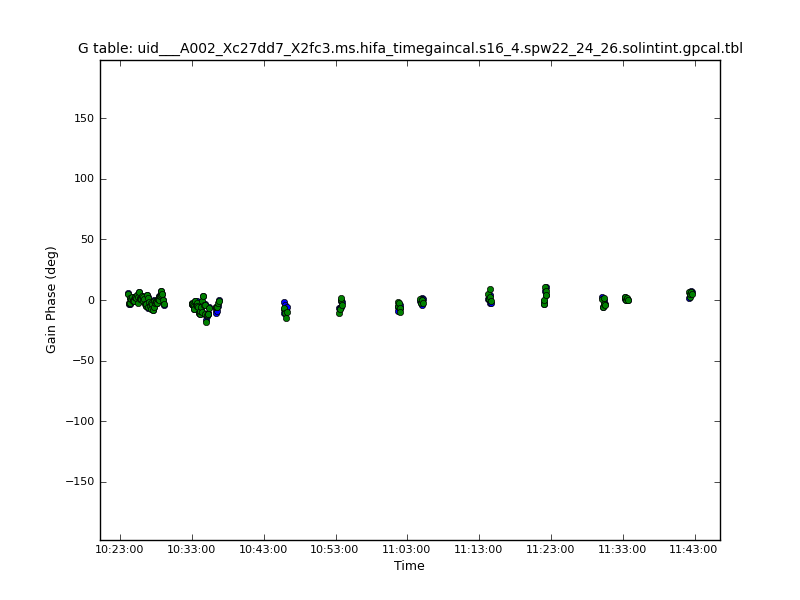 G table: uid___A002_Xc27dd7_X2fc3.ms.hifa_timegaincal.s16_4.spw22_24_26.solintint.gpcal.tbl
Gain Phase (deg)
150
100
50
0
−50
−100
−150
10:23:00 10:33:00 10:43:00 10:53:00 11:03:00 11:13:00 11:23:00 11:33:00 11:43:00
Time